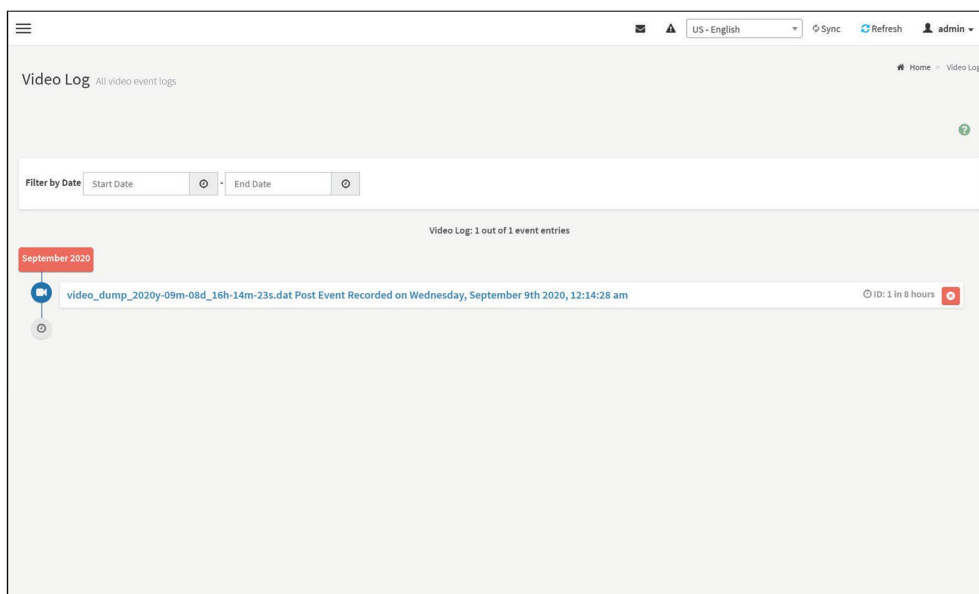 US - English
Sync
Refresh
admin
Video Log All video event logs
Home > Video Log
?
Filter by Date Start Date - End Date
Video Log: 1 out of 1 event entries
September 2020
video_dump_2020y-09m-08d_16h-14m-23s.dat Post Event Recorded on Wednesday, September 9th 2020, 12:14:28 am
ID: 1 in 8 hours